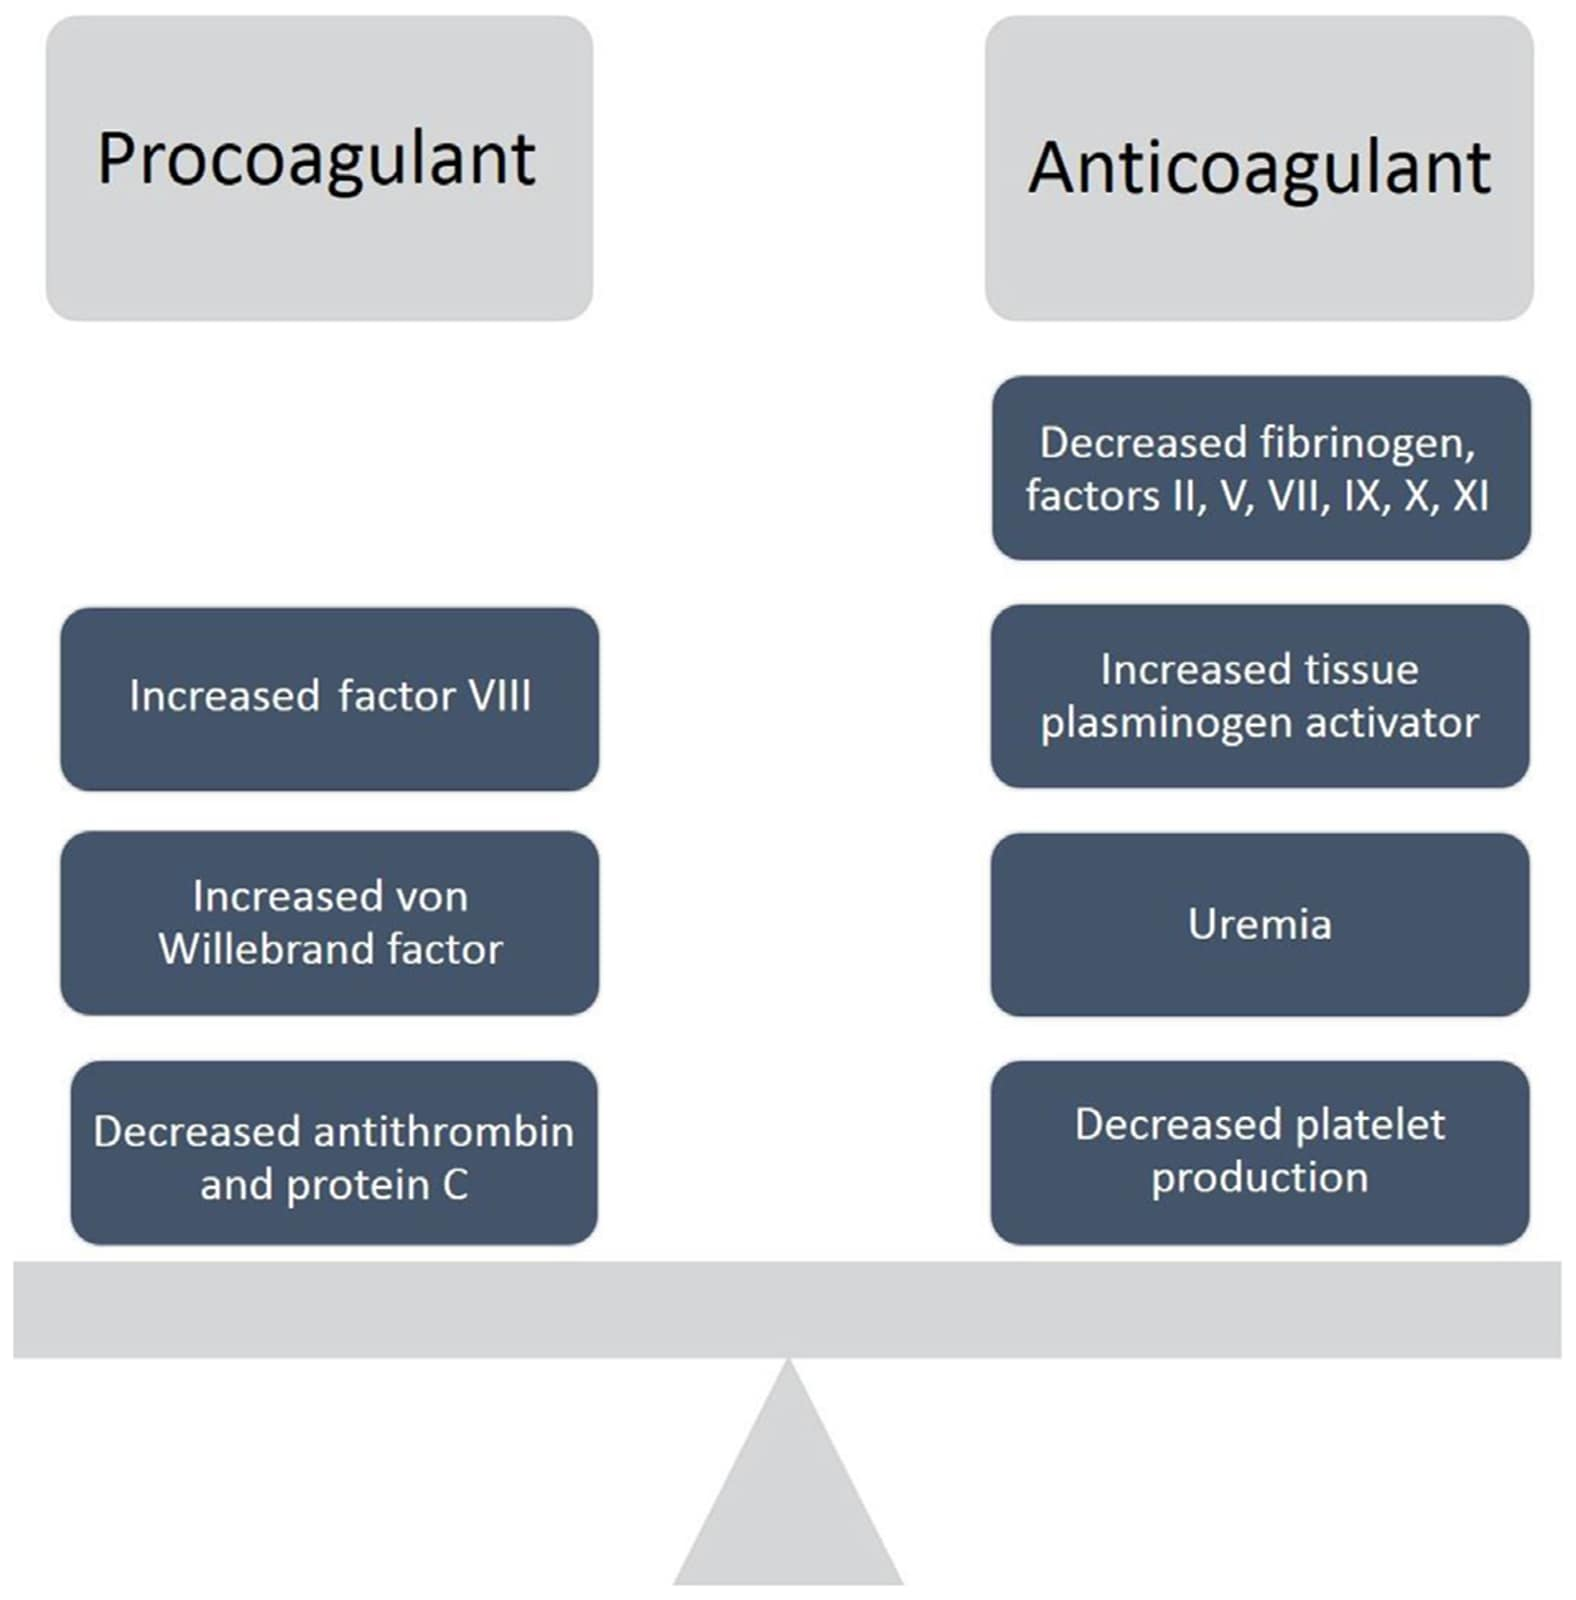 Procoagulant
Anticoagulant
Decreased fibrinogen,
factors II, V, VII, IX, X, XI
Increased factor VIII
Increased tissue
plasminogen activator
Increased von
Willebrand factor
Uremia
Decreased antithrombin
and protein C
Decreased platelet
production